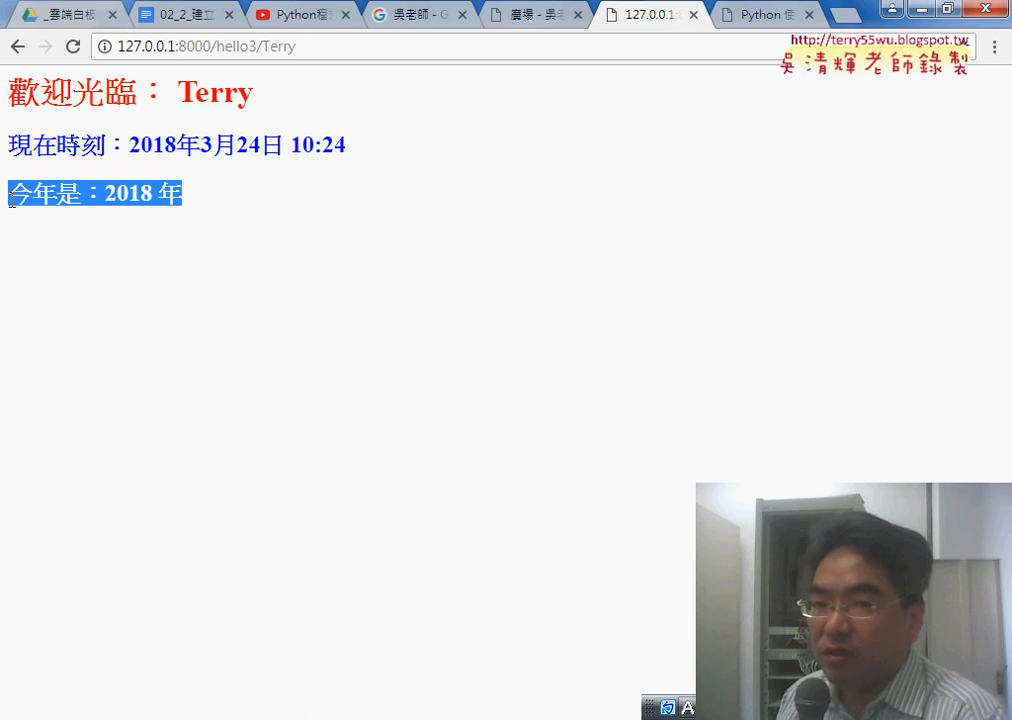 _雲端白板
02_2_建立
Python程
吳老師 - G
廣場 - 吳老
127.0.0.1:
Python 使
127.0.0.1:8000/hello3/Terry
http://terry55wu.blogspot.tw
吳清輝老師錄製
歡迎光臨： Terry
現在時刻：2018年3月24日 10:24
今年是：2018 年
A